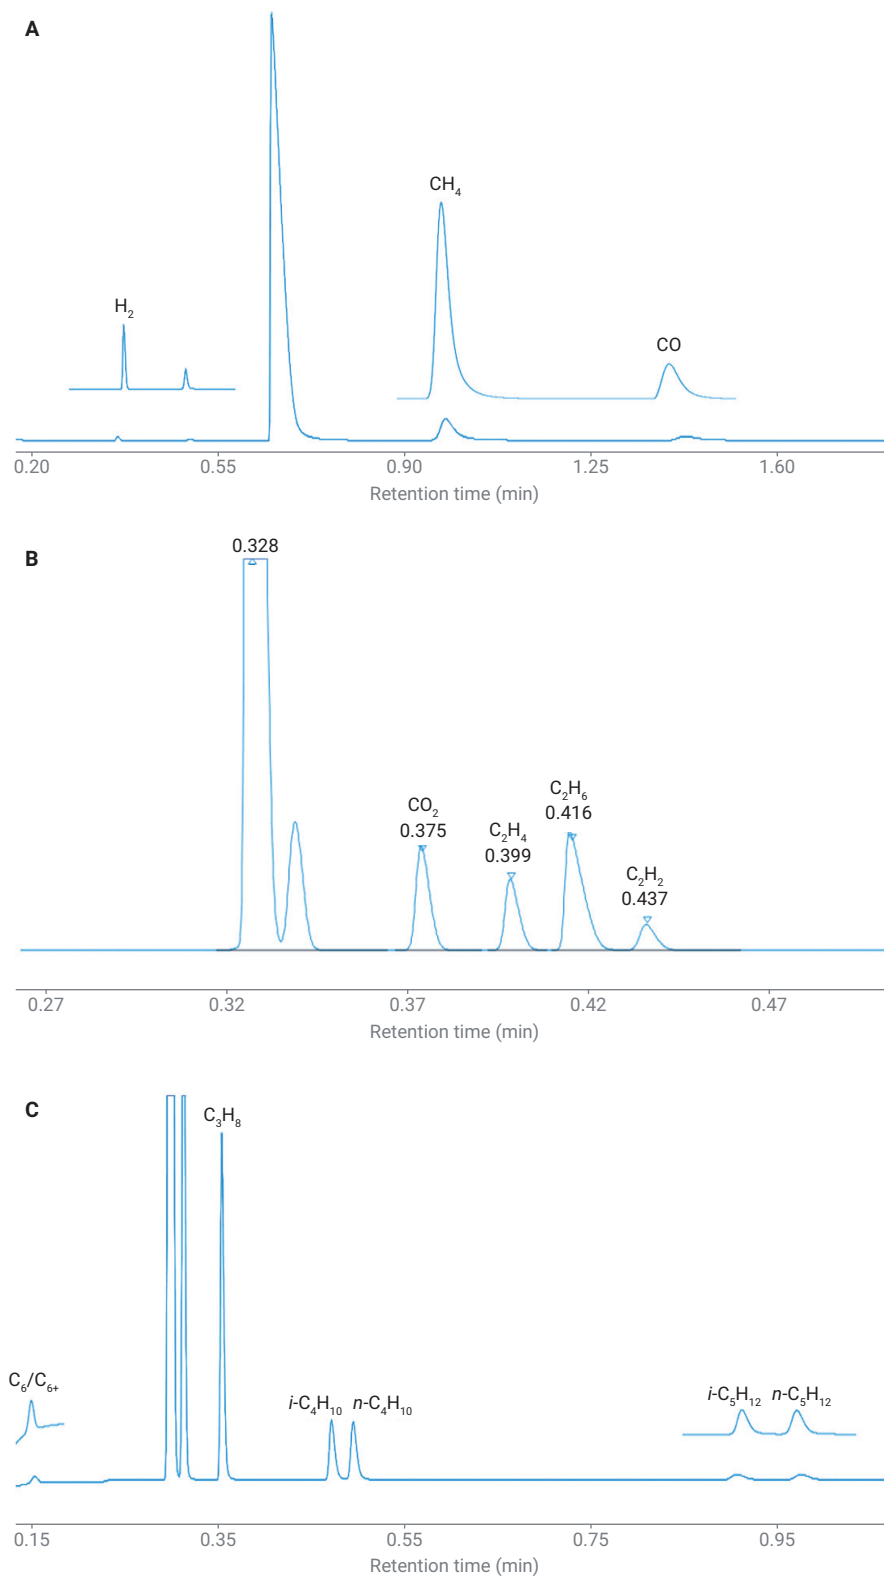 A
CH₄
H₂
CO
0.20 0.55 0.90 1.25 1.60
Retention time (min)
B
0.328
C₂H₆
0.416
CO₂
0.375
C₂H₄
0.399
C₂H₂
0.437
0.27 0.32 0.37 0.42 0.47
Retention time (min)
C
C₃H₈
C₆/C₆₊
i-C₄H₁₀ n-C₄H₁₀
i-C₅H₁₂ n-C₅H₁₂
0.15 0.35 0.55 0.75 0.95
Retention time (min)